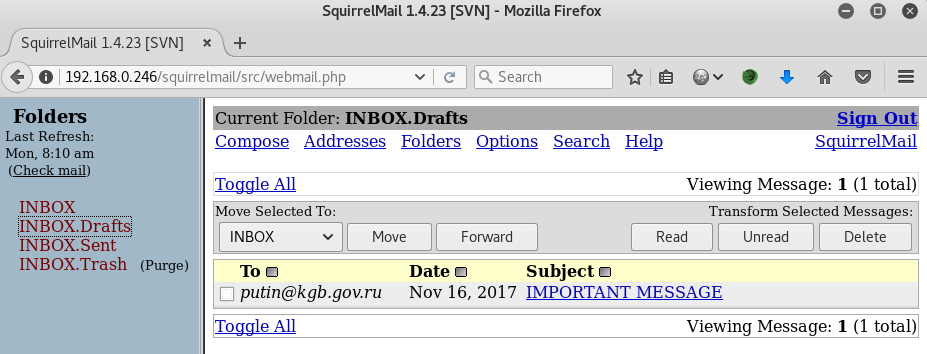 SquirrelMail 1.4.23 [SVN] - Mozilla Firefox
SquirrelMail 1.4.23 [SVN]
192.168.0.246/squirrelmail/src/webmail.php
Search
Folders
Last Refresh:
Mon, 8:10 am
(Check mail)
INBOX
INBOX.Drafts
INBOX.Sent
INBOX.Trash (Purge)
Current Folder: INBOX.Drafts Sign Out
Compose Addresses Folders Options Search Help SquirrelMail
Toggle All Viewing Message: 1 (1 total)
Move Selected To: Transform Selected Messages:
INBOX Move Forward Read Unread Delete
To Date Subject
putin@kgb.gov.ru Nov 16, 2017 IMPORTANT MESSAGE
Toggle All Viewing Message: 1 (1 total)